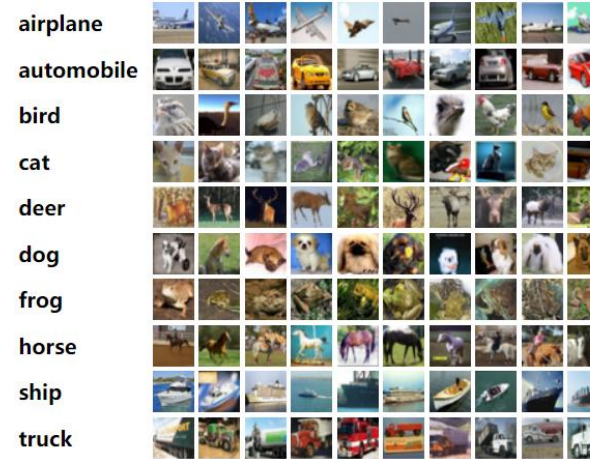 airplane
automobile
bird
cat
deer
dog
frog
horse
ship
truck